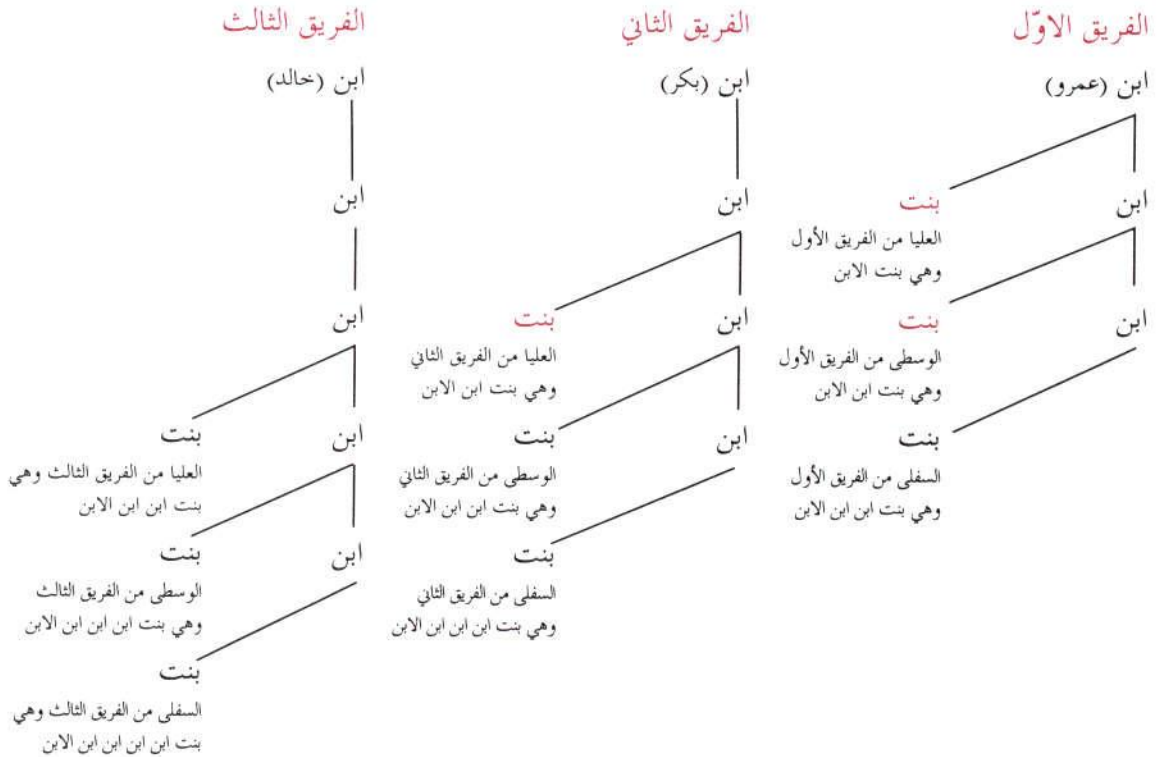 الفريق الاوّل
ابن (عمرو)
ابن
بنت
العليا من الفريق الأول
وهي بنت الابن
ابن
بنت
الوسطى من الفريق الأول
وهي بنت ابن الابن
بنت
السفلى من الفريق الأول
وهي بنت ابن ابن الابن
الفريق الثاني
ابن (بكر)
ابن
ابن
بنت
العليا من الفريق الثاني
وهي بنت ابن الابن
ابن
بنت
الوسطى من الفريق الثاني
وهي بنت ابن ابن الابن
بنت
السفلى من الفريق الثاني
وهي بنت ابن ابن ابن الابن
الفريق الثالث
ابن (خالد)
ابن
ابن
ابن
بنت
العليا من الفريق الثالث وهي
بنت ابن ابن الابن
ابن
بنت
الوسطى من الفريق الثالث
وهي بنت ابن ابن ابن الابن
بنت
السفلى من الفريق الثالث وهي
بنت ابن ابن ابن ابن الابن